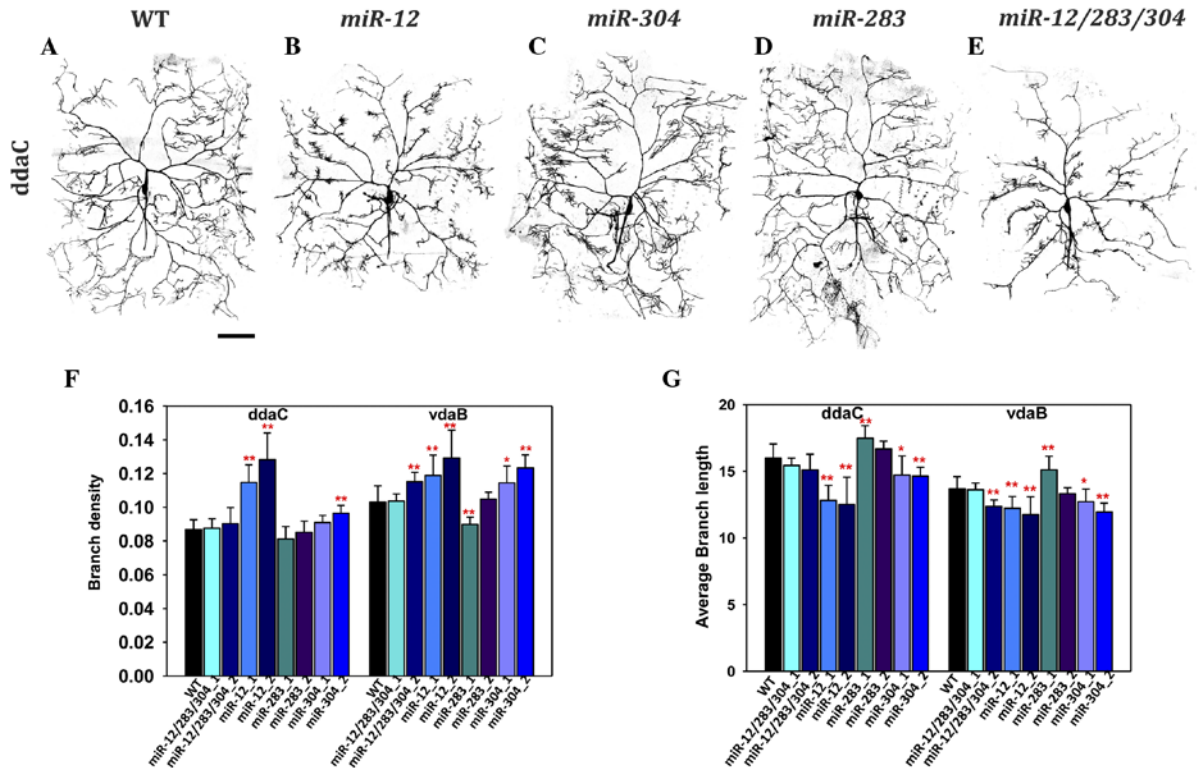 WT miR-12 miR-304 miR-283 miR-12/283/304
A B C D E
ddaC
F G
0.16
0.14
0.12
0.10
0.08
0.06
0.04
0.02
0.00
Branch density
ddaC vdaB
** ** ** ** ** ** ** * **
WT
miR-12/283/304_1
miR-12/283/304_2
miR-12_1
miR-12_2
miR-283_1
miR-283_2
miR-304_1
miR-304_2
WT
miR-12/283/304_1
miR-12/283/304_2
miR-12_1
miR-12_2
miR-283_1
miR-283_2
miR-304_1
miR-304_2
20
15
10
5
0
Average Branch length
ddaC vdaB
** ** ** * ** ** ** ** ** * **
WT
miR-12/283/304_1
miR-12/283/304_2
miR-12_1
miR-12_2
miR-283_1
miR-283_2
miR-304_1
miR-304_2
WT
miR-12/283/304_1
miR-12/283/304_2
miR-12_1
miR-12_2
miR-283_1
miR-283_2
miR-304_1
miR-304_2